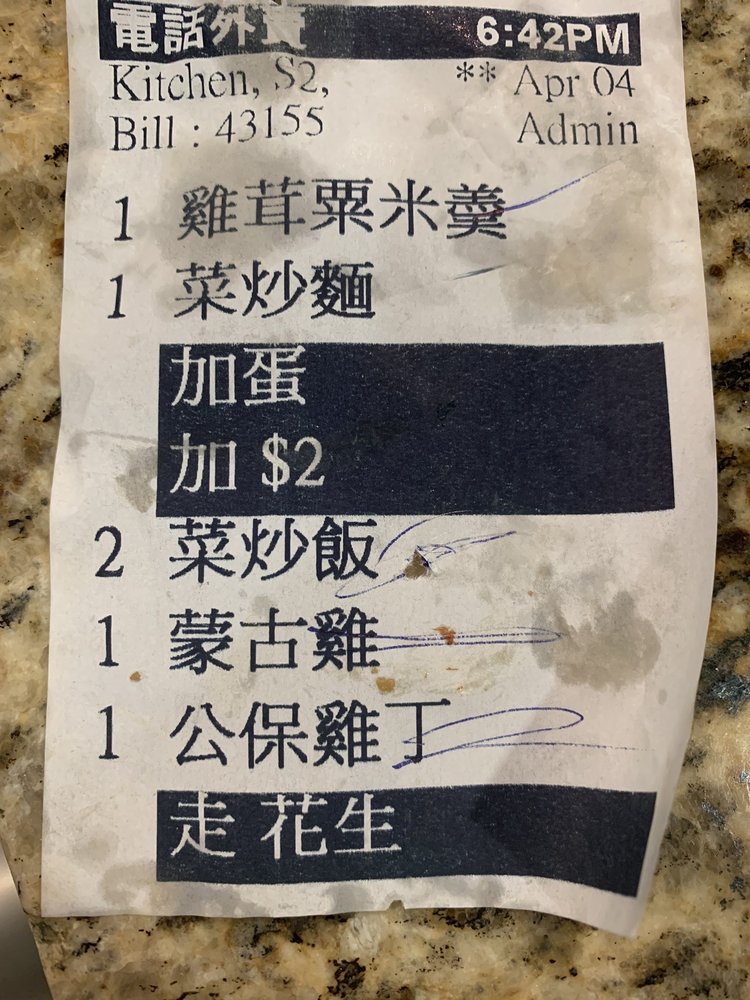 電話外賣 6:42PM
Kitchen, S2, ** Apr 04
Bill : 43155 Admin
1 雞茸粟米羹
1 菜炒麵
加蛋
加 $2
2 菜炒飯
1 蒙古雞
1 公保雞丁
走 花生